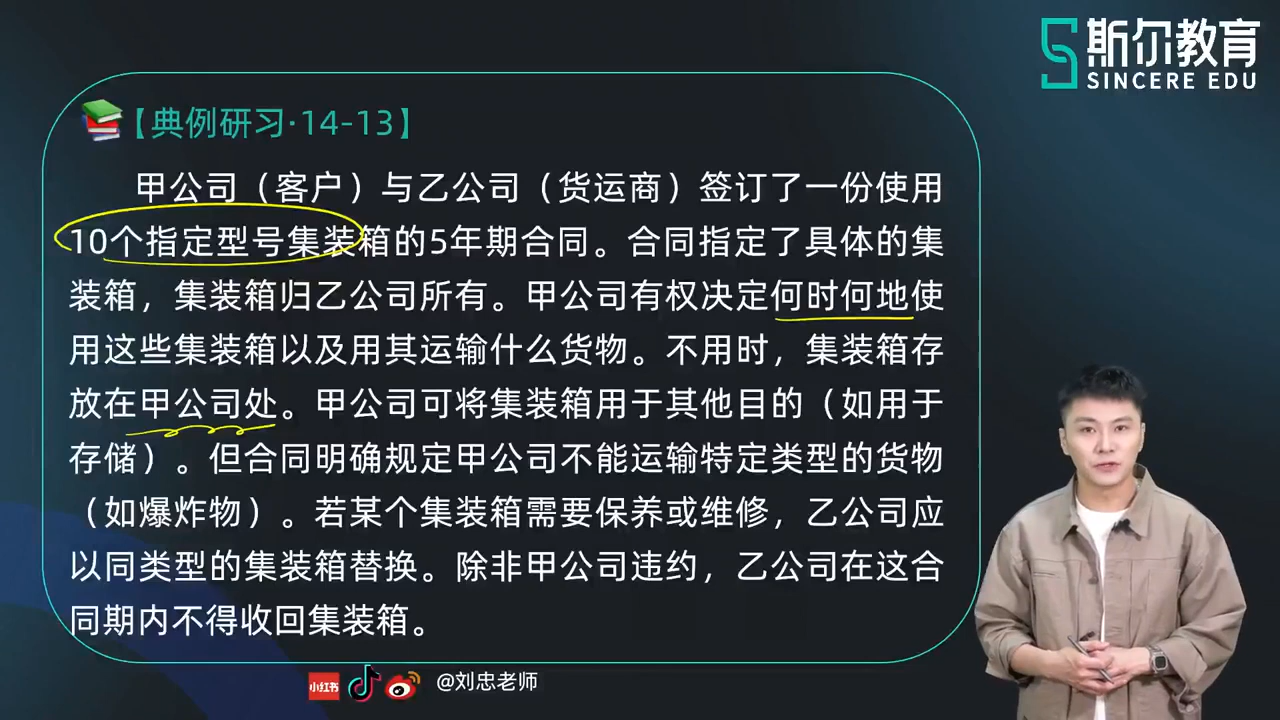 斯尔教育
SINCERE EDU
【典例研习·14-13】
甲公司（客户）与乙公司（货运商）签订了一份使用
10个指定型号集装箱的5年期合同。合同指定了具体的集
装箱，集装箱归乙公司所有。甲公司有权决定何时何地使
用这些集装箱以及用其运输什么货物。不用时，集装箱存
放在甲公司处。甲公司可将集装箱用于其他目的（如用于
存储）。但合同明确规定甲公司不能运输特定类型的货物
（如爆炸物）。若某个集装箱需要保养或维修，乙公司应
以同类型的集装箱替换。除非甲公司违约，乙公司在这合
同期内不得收回集装箱。
小红书 @刘忠老师